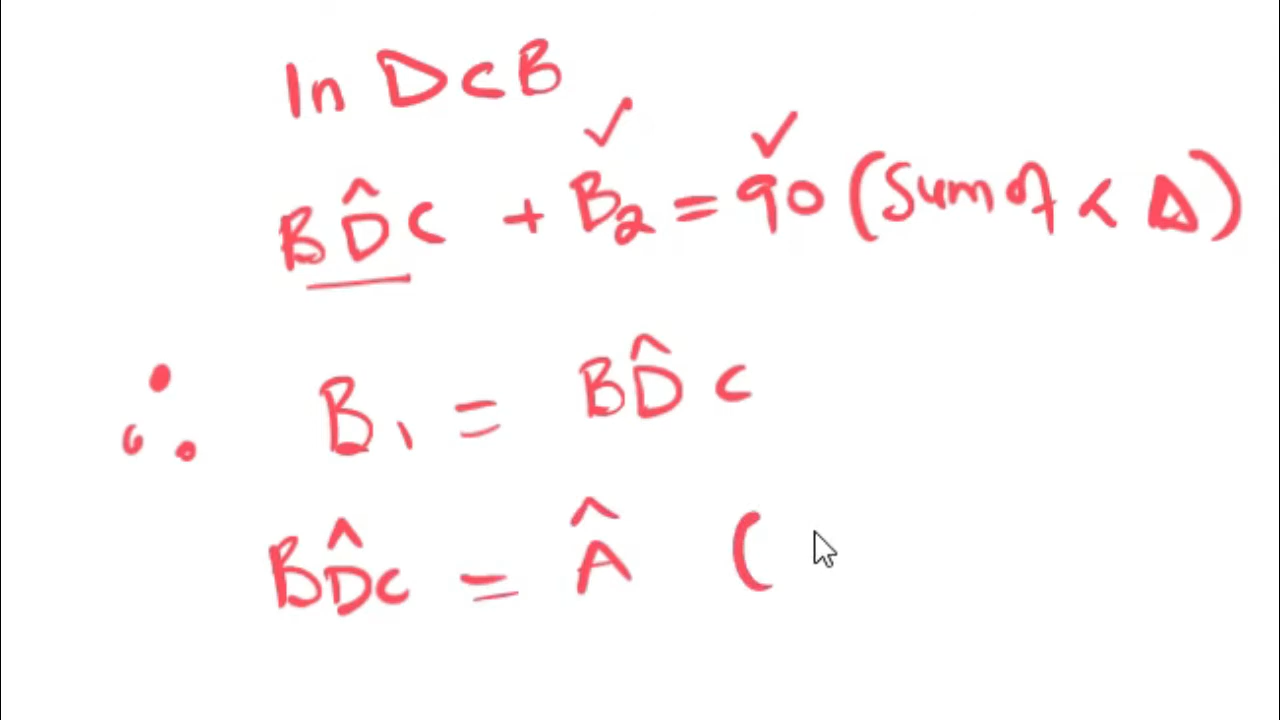 In DCB
BD̂C + B₂ = 90 (Sum of < Δ)
∴ B₁ = BD̂C
BD̂C = Â (